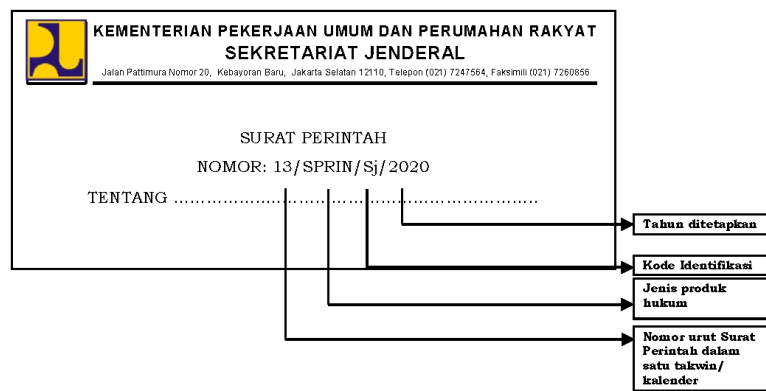 KEMENTERIAN PEKERJAAN UMUM DAN PERUMAHAN RAKYAT
SEKRETARIAT JENDERAL
Jalan Pattimura Nomor 20, Kebayoran Baru, Jakarta Selatan 12110, Telepon (021) 7247564, Faksimili (021) 7260856
SURAT PERINTAH
NOMOR: 13/SPRIN/Sj/2020
TENTANG ..................................................................
Tahun ditetapkan
Kode Identifikasi
Jenis produk
hukum
Nomor urut Surat
Perintah dalam
satu takwin/
kalender